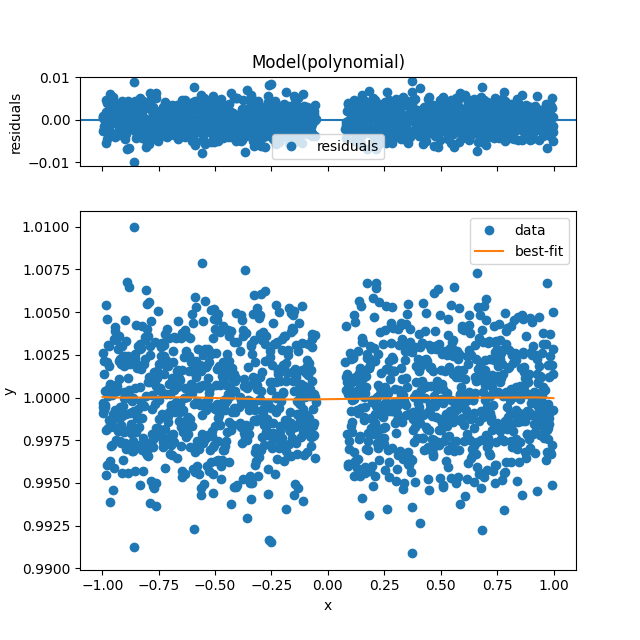 Model(polynomial)
0.01
0.00
−0.01
residuals
residuals
1.0100
1.0075
1.0050
1.0025
1.0000
0.9975
0.9950
0.9925
0.9900
y
data
best-fit
−1.00 −0.75 −0.50 −0.25 0.00 0.25 0.50 0.75 1.00
x